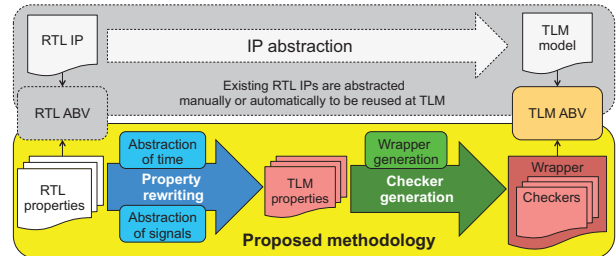 RTL IP
IP abstraction
TLM
model
Existing RTL IPs are abstracted
manually or automatically to be reused at TLM
RTL ABV
TLM ABV
Abstraction
of time
Wrapper
generation
Wrapper
RTL
properties
Property
rewriting
TLM
properties
Checker
generation
Checkers
Abstraction
of signals
Proposed methodology